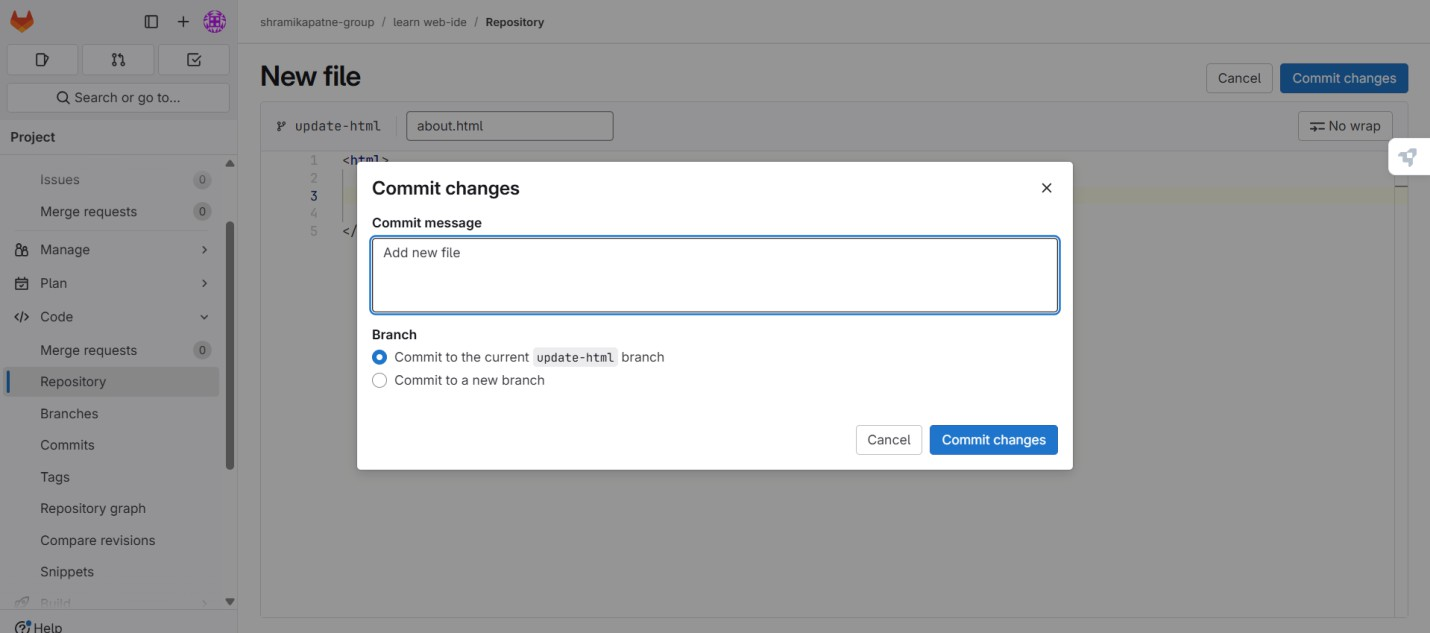 shramikapatne-group / learn web-ide / Repository
Search or go to...
Project
Issues 0
Merge requests 0
Manage
Plan
Code
Merge requests 0
Repository
Branches
Commits
Tags
Repository graph
Compare revisions
Snippets
Build
Help
New file
Cancel
Commit changes
update-html
about.html
No wrap
1 <html>
2
3
4
5 </
Commit changes
Commit message
Add new file
Branch
Commit to the current update-html branch
Commit to a new branch
Cancel
Commit changes